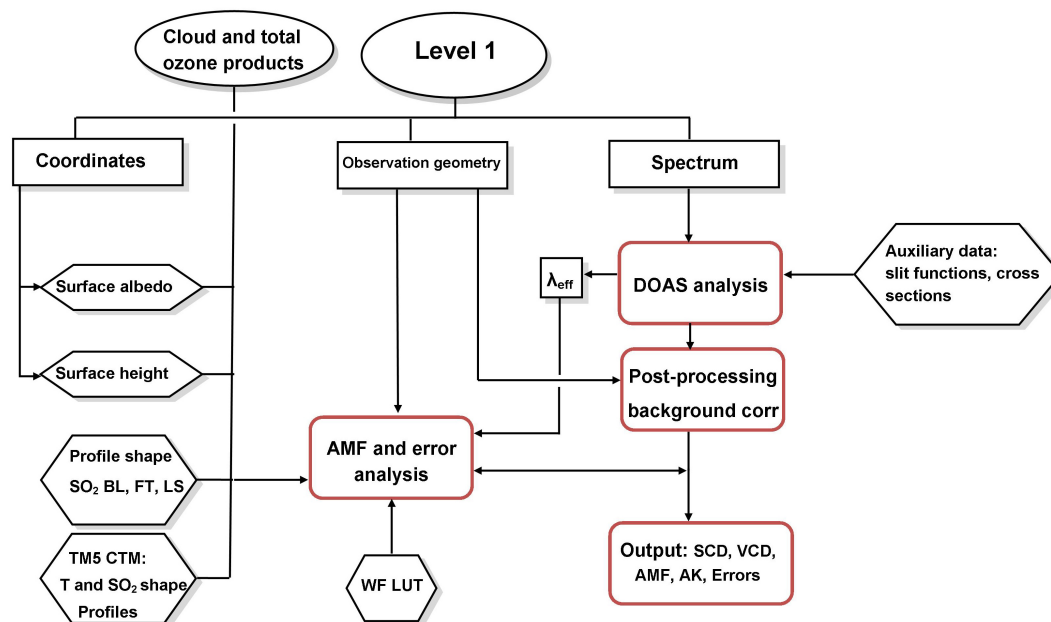 Cloud and total
ozone products
Level 1
Coordinates
Observation geometry
Spectrum
Surface albedo
λeff
DOAS analysis
Auxiliary data:
slit functions, cross
sections
Surface height
Post-processing
background corr
Profile shape
SO₂ BL, FT, LS
AMF and error
analysis
TM5 CTM:
T and SO₂ shape
Profiles
WF LUT
Output: SCD, VCD,
AMF, AK, Errors